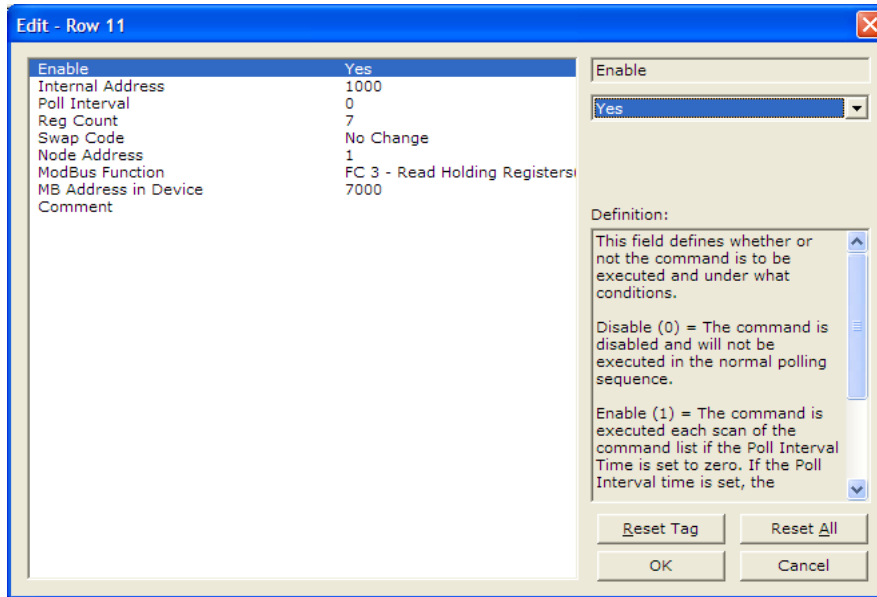 Edit - Row 11
Enable Yes
Internal Address 1000
Poll Interval 0
Reg Count 7
Swap Code No Change
Node Address 1
ModBus Function FC 3 - Read Holding Registers(
MB Address in Device 7000
Comment
Enable
Yes
Definition:
This field defines whether or
not the command is to be
executed and under what
conditions.
Disable (0) = The command is
disabled and will not be
executed in the normal polling
sequence.
Enable (1) = The command is
executed each scan of the
command list if the Poll Interval
Time is set to zero. If the Poll
Interval time is set, the
Reset Tag Reset All
OK Cancel